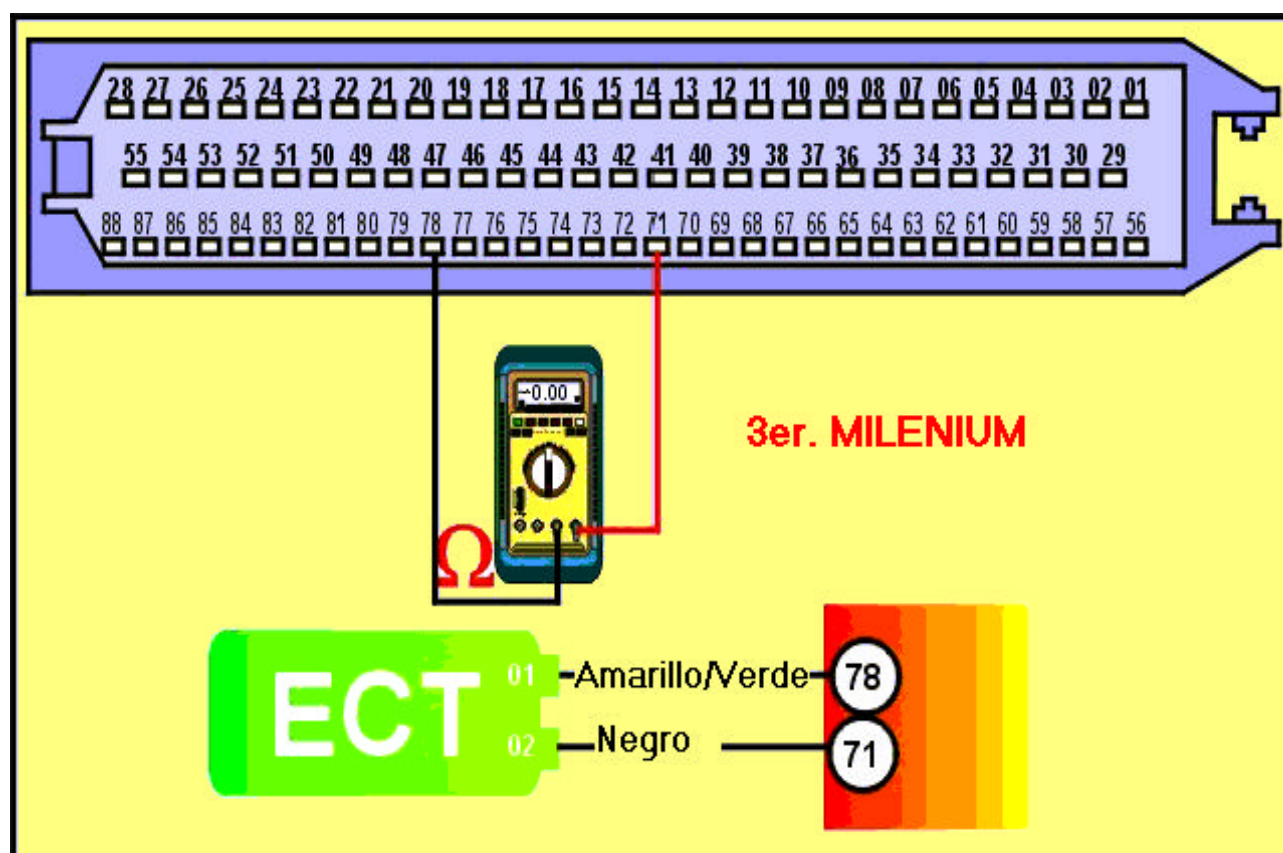 28 27 26 25 24 23 22 21 20 19 18 17 16 15 14 13 12 11 10 09 08 07 06 05 04 03 02 01
55 54 53 52 51 50 49 48 47 46 45 44 43 42 41 40 39 38 37 36 35 34 33 32 31 30 29
88 87 86 85 84 83 82 81 80 79 78 77 76 75 74 73 72 71 70 69 68 67 66 65 64 63 62 61 60 59 58 57 56
0.00
3er. MILENIUM
Ω
ECT 01 Amarillo/Verde 78
02 Negro 71